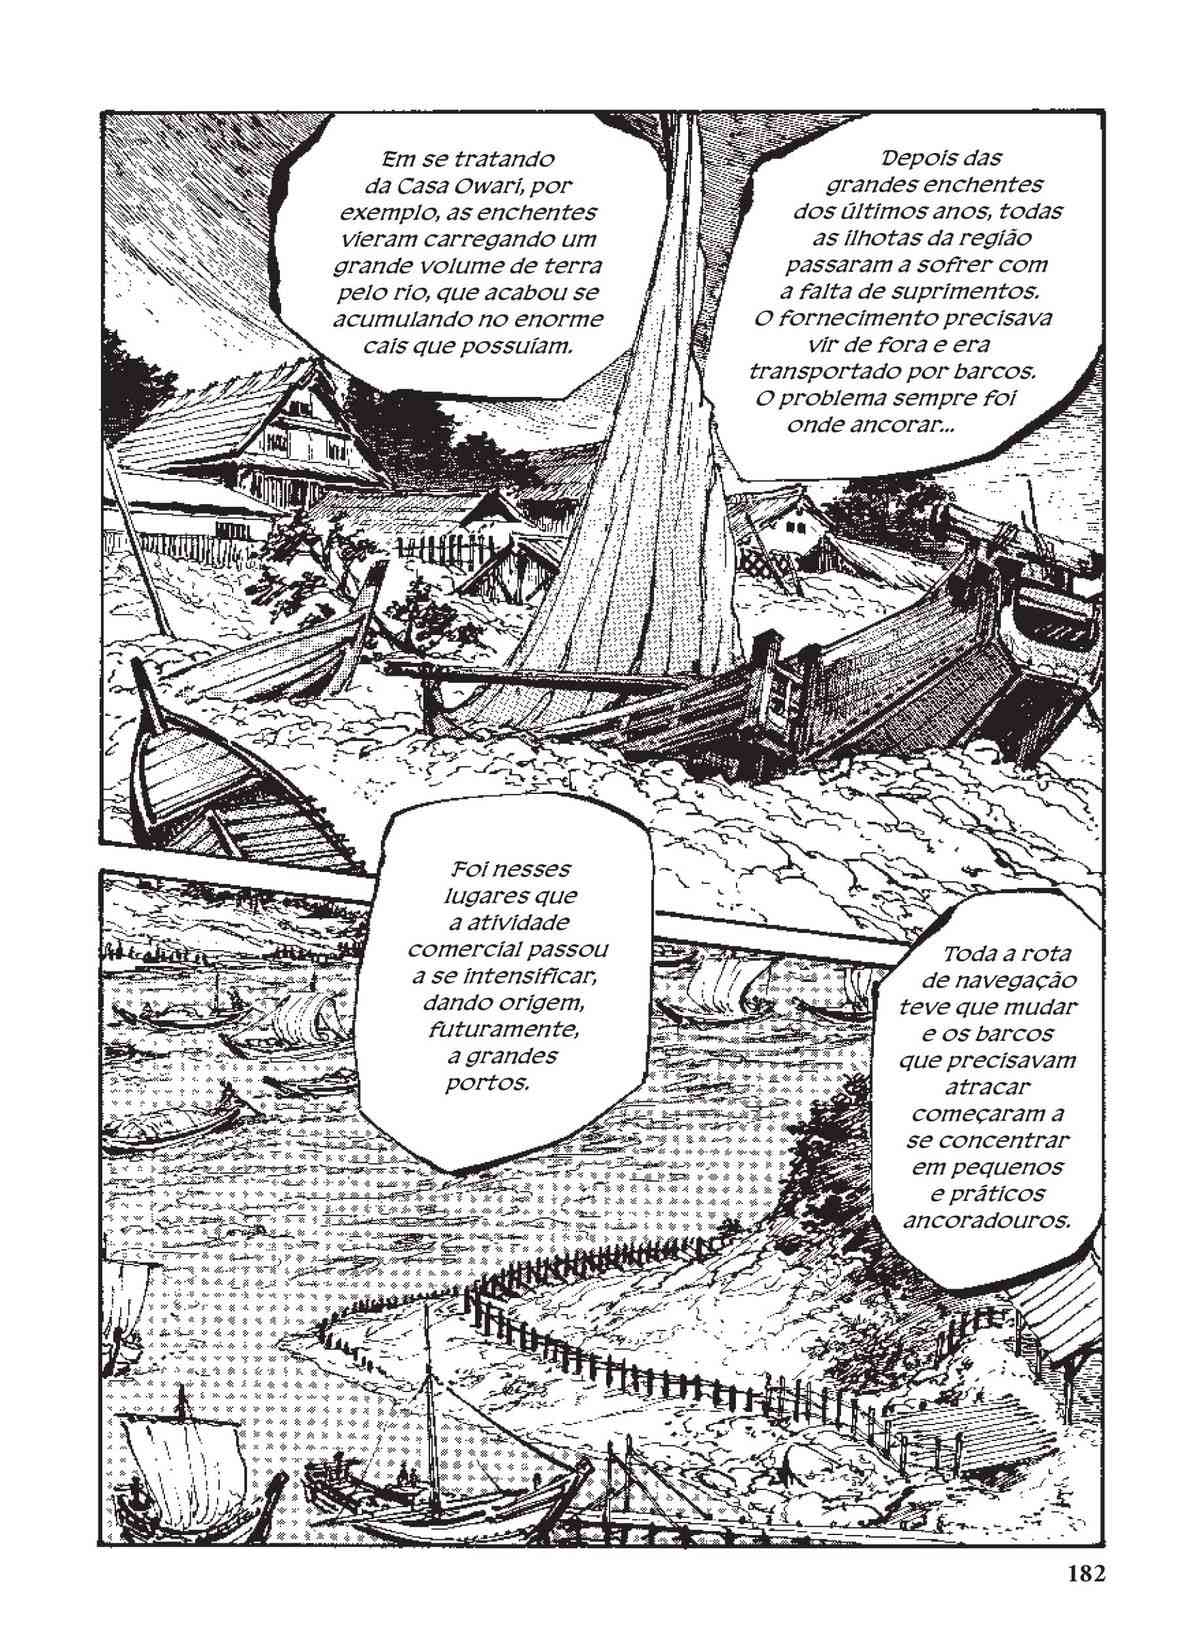 Depois das
grandes enchentes
dos últimos anos, todas
as ilhotas da região
passaram a sofrer com
a falta de suprimentos.
O fornecimento precisava
vir de fora e era
transportado por barcos.
O problema sempre foi
onde ancorar...
Em se tratando
da Casa Owari, por
exemplo, as enchentes
vieram carregando um
grande volume de terra
pelo rio, que acabou se
acumulando no enorme
cais que possuíam.
Toda a rota
de navegação
teve que mudar
e os barcos
que precisavam
atracar
começaram a
se concentrar
em pequenos
e práticos
ancoradouros.
Foi nesses
lugares que
a atividade
comercial passou
a se intensificar,
dando origem,
futuramente,
a grandes
portos.
182